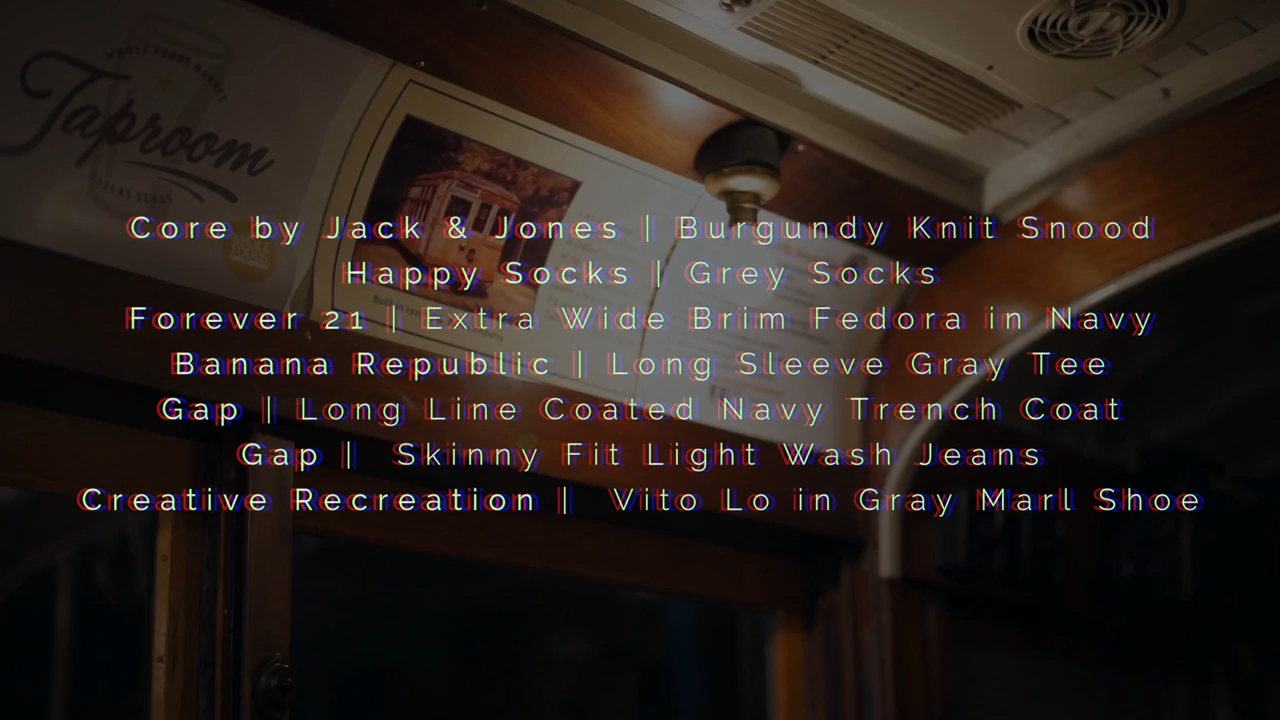 Taproom
DALLAS TEXAS
Core by Jack & Jones | Burgundy Knit Snood
Happy Socks | Grey Socks
Forever 21 | Extra Wide Brim Fedora in Navy
Banana Republic | Long Sleeve Gray Tee
Gap | Long Line Coated Navy Trench Coat
Gap |  Skinny Fit Light Wash Jeans
Creative Recreation |  Vito Lo in Gray Marl Shoe